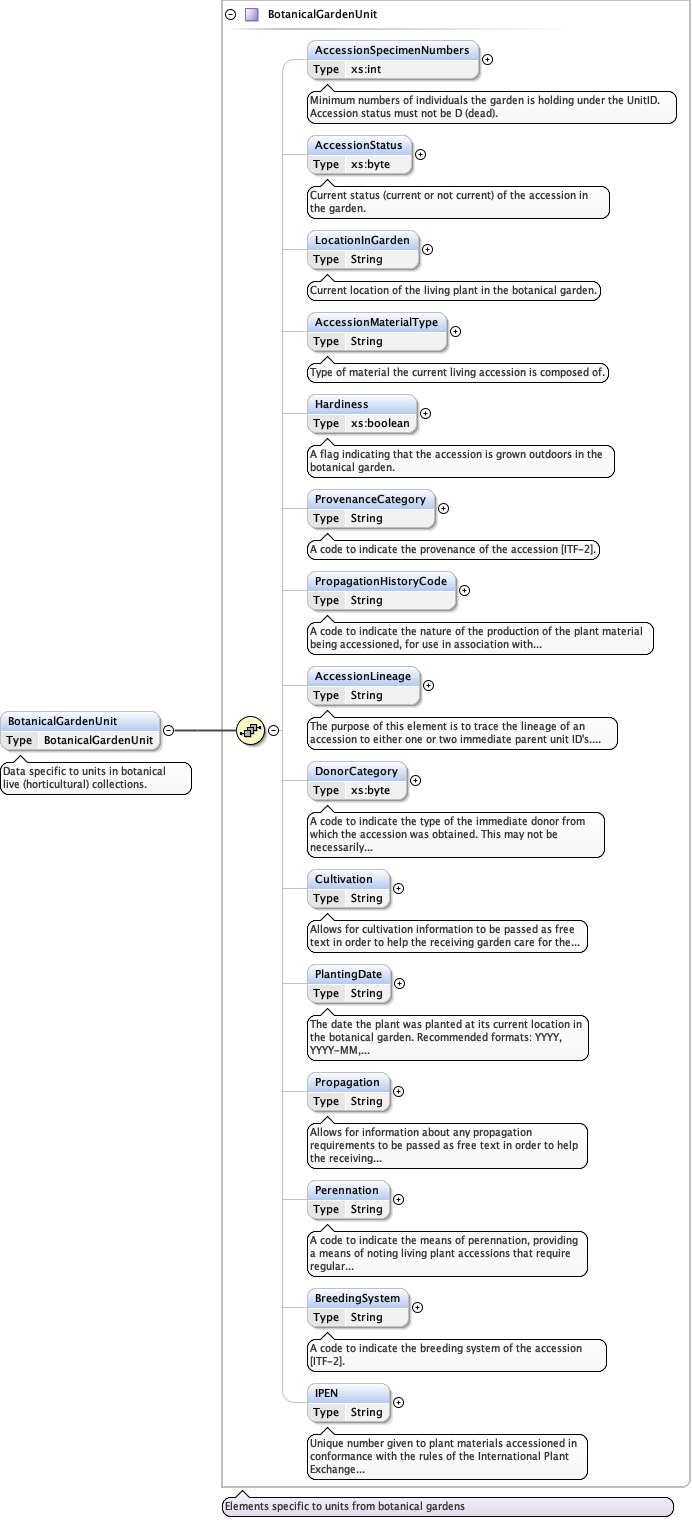 BotanicalGardenUnit
AccessionSpecimenNumbers
Type xs:int
Minimum numbers of individuals the garden is holding under the UnitID.
Accession status must not be D (dead).
AccessionStatus
Type xs:byte
Current status (current or not current) of the accession in
the garden.
LocationInGarden
Type String
Current location of the living plant in the botanical garden.
AccessionMaterialType
Type String
Type of material the current living accession is composed of.
Hardiness
Type xs:boolean
A flag indicating that the accession is grown outdoors in the
botanical garden.
ProvenanceCategory
Type String
A code to indicate the provenance of the accession [ITF-2].
PropagationHistoryCode
Type String
A code to indicate the nature of the production of the plant material
being accessioned, for use in association with...
AccessionLineage
Type String
The purpose of this element is to trace the lineage of an
accession to either one or two immediate parent unit ID's....
BotanicalGardenUnit
Type BotanicalGardenUnit
Data specific to units in botanical
live (horticultural) collections.
DonorCategory
Type xs:byte
A code to indicate the type of the immediate donor from
which the accession was obtained. This may not be
necessarily...
Cultivation
Type String
Allows for cultivation information to be passed as free
text in order to help the receiving garden care for the...
PlantingDate
Type String
The date the plant was planted at its current location in
the botanical garden. Recommended formats: YYYY,
YYYY-MM,...
Propagation
Type String
Allows for information about any propagation
requirements to be passed as free text in order to help
the receiving...
Perennation
Type String
A code to indicate the means of perennation, providing
a means of noting living plant accessions that require
regular...
BreedingSystem
Type String
A code to indicate the breeding system of the accession
[ITF-2].
IPEN
Type String
Unique number given to plant materials accessioned in
conformance with the rules of the International Plant
Exchange...
Elements specific to units from botanical gardens